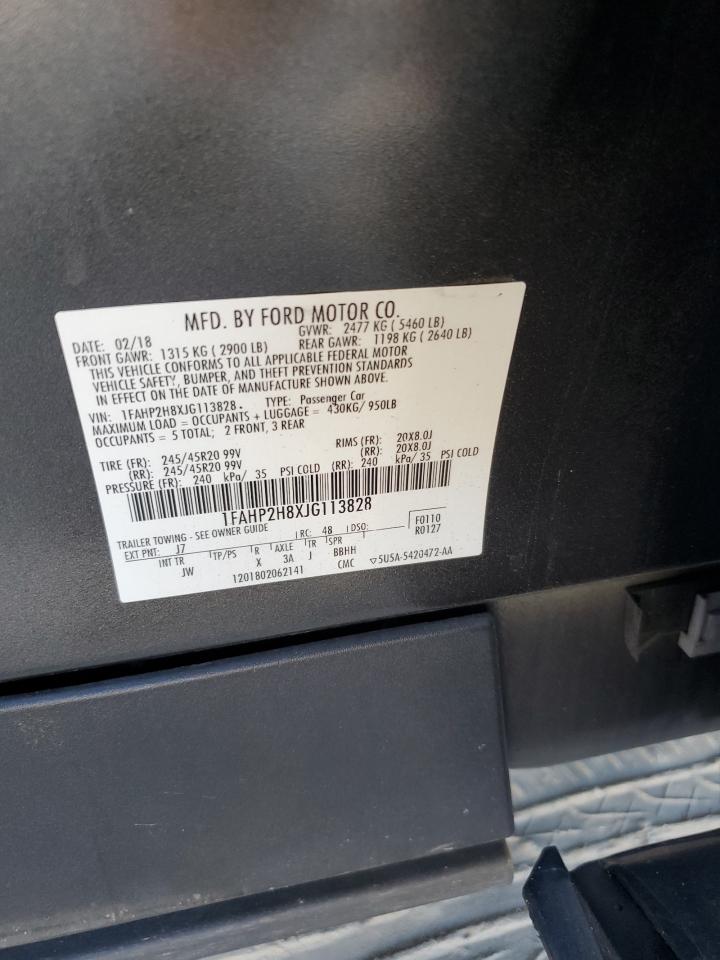 MFD. BY FORD MOTOR CO.
DATE: 02/18 GVWR: 2477 KG ( 5460 LB)
FRONT GAWR: 1315 KG ( 2900 LB) REAR GAWR: 1198 KG ( 2640 LB)
THIS VEHICLE CONFORMS TO ALL APPLICABLE FEDERAL MOTOR
VEHICLE SAFETY, BUMPER, AND THEFT PREVENTION STANDARDS
IN EFFECT ON THE DATE OF MANUFACTURE SHOWN ABOVE.
VIN: 1FAHP2H8XJG113828. TYPE: Passenger Car
MAXIMUM LOAD = OCCUPANTS + LUGGAGE = 430KG/ 950LB
OCCUPANTS = 5 TOTAL; 2 FRONT, 3 REAR
TIRE (FR): 245/45R20 99V RIMS (FR): 20X8.0J
(RR): 245/45R20 99V (RR): 20X8.0J
PRESSURE (FR): 240 kPa/ 35 PSI COLD (RR): 240 kPa/ 35 PSI COLD
1FAHP2H8XJG113828
TRAILER TOWING - SEE OWNER GUIDE F0110
EXT PNT: J7 RC: 48 DSO: R0127
INT TR TP/PS R AXLE TR SPR
JW X 3A J BBHH
1201802062141 CMC ▽5U5A-5420472-AA